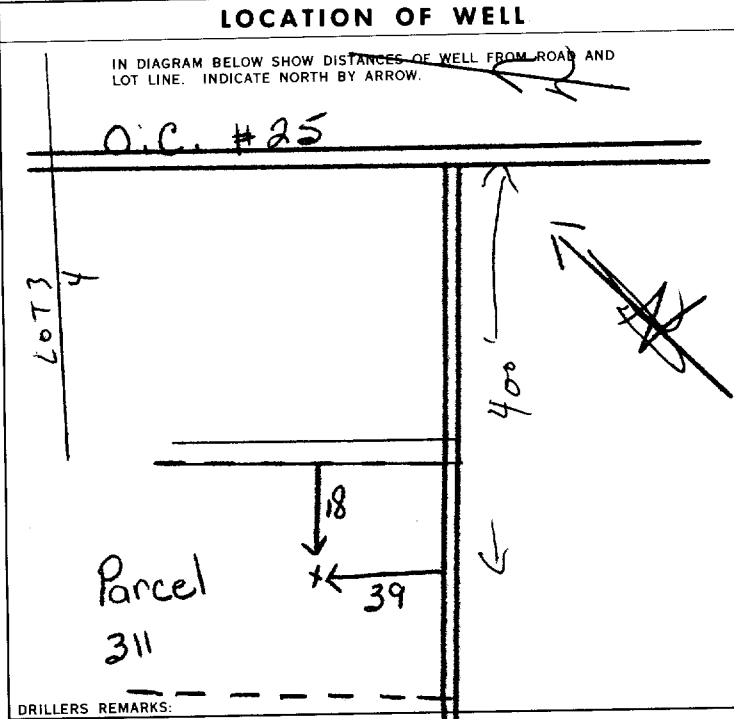 LOCATION OF WELL
IN DIAGRAM BELOW SHOW DISTANCES OF WELL FROM ROAD AND
LOT LINE. INDICATE NORTH BY ARROW.
O.C. #25
LOT 3
4
400'
18
39
Parcel
311
DRILLERS REMARKS: